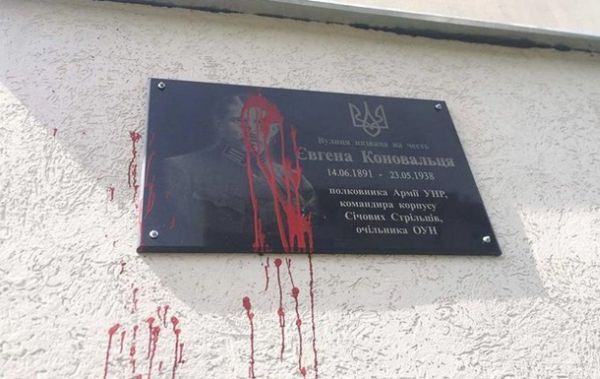 Вулиця названа на честь
Євгена Коновальця
14.06.1891 - 23.05.1938
полковника Армії УНР,
командира корпусу
Січових Стрільців,
очільника ОУН